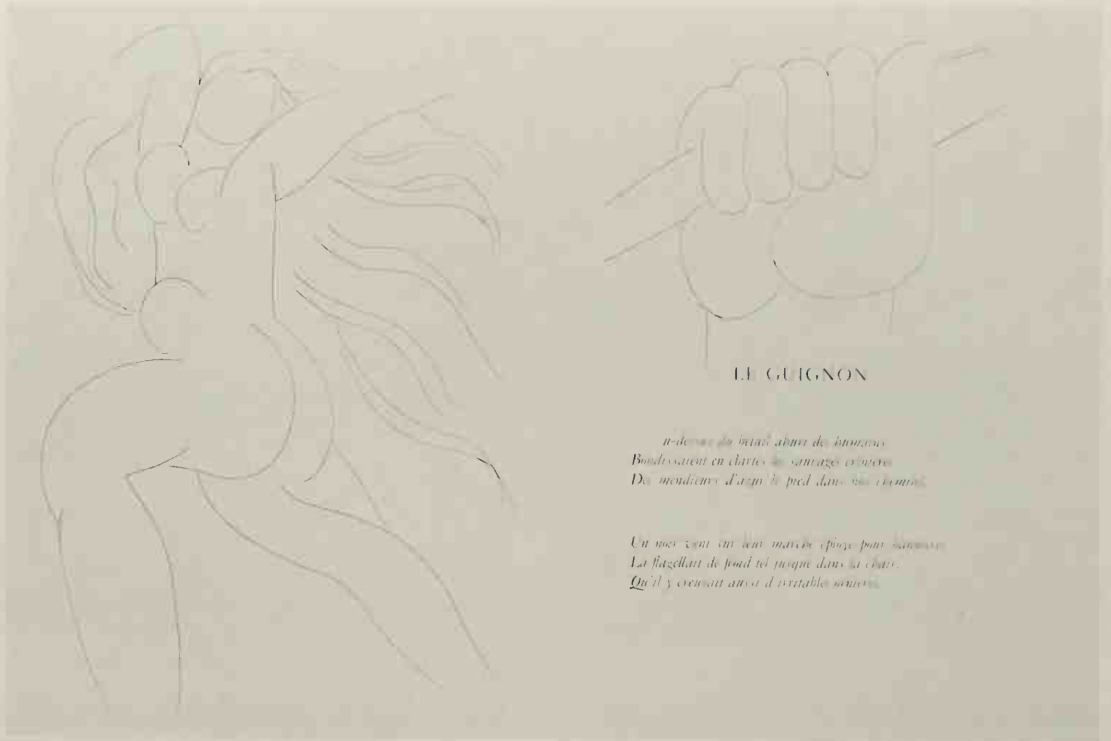 LE GUIGNON
u-dessus du bétail ahuri des humains
Bondissaient en clartés les sauvages crinières
Des mendieurs d'azur le pied dans nos chemins.
Un noir vent sur leur marche éployé pour bannières
La flagellait de froid tel jusque dans la chair,
Qu'il y creusait aussi d'irritables ornières.